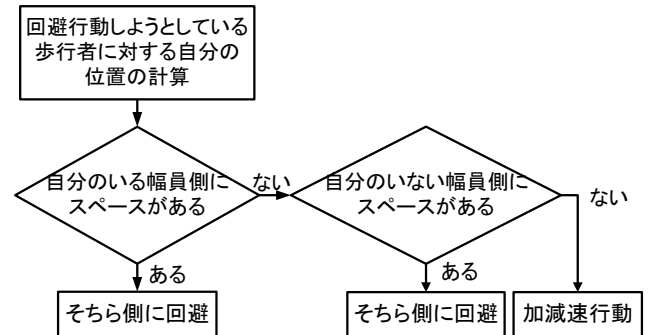 回避行動しようとしている
歩行者に対する自分の
位置の計算
自分のいる幅員側に
スペースがある
ない
自分のいない幅員側に
スペースがある
ない
ある
ある
そちら側に回避
そちら側に回避
加減速行動